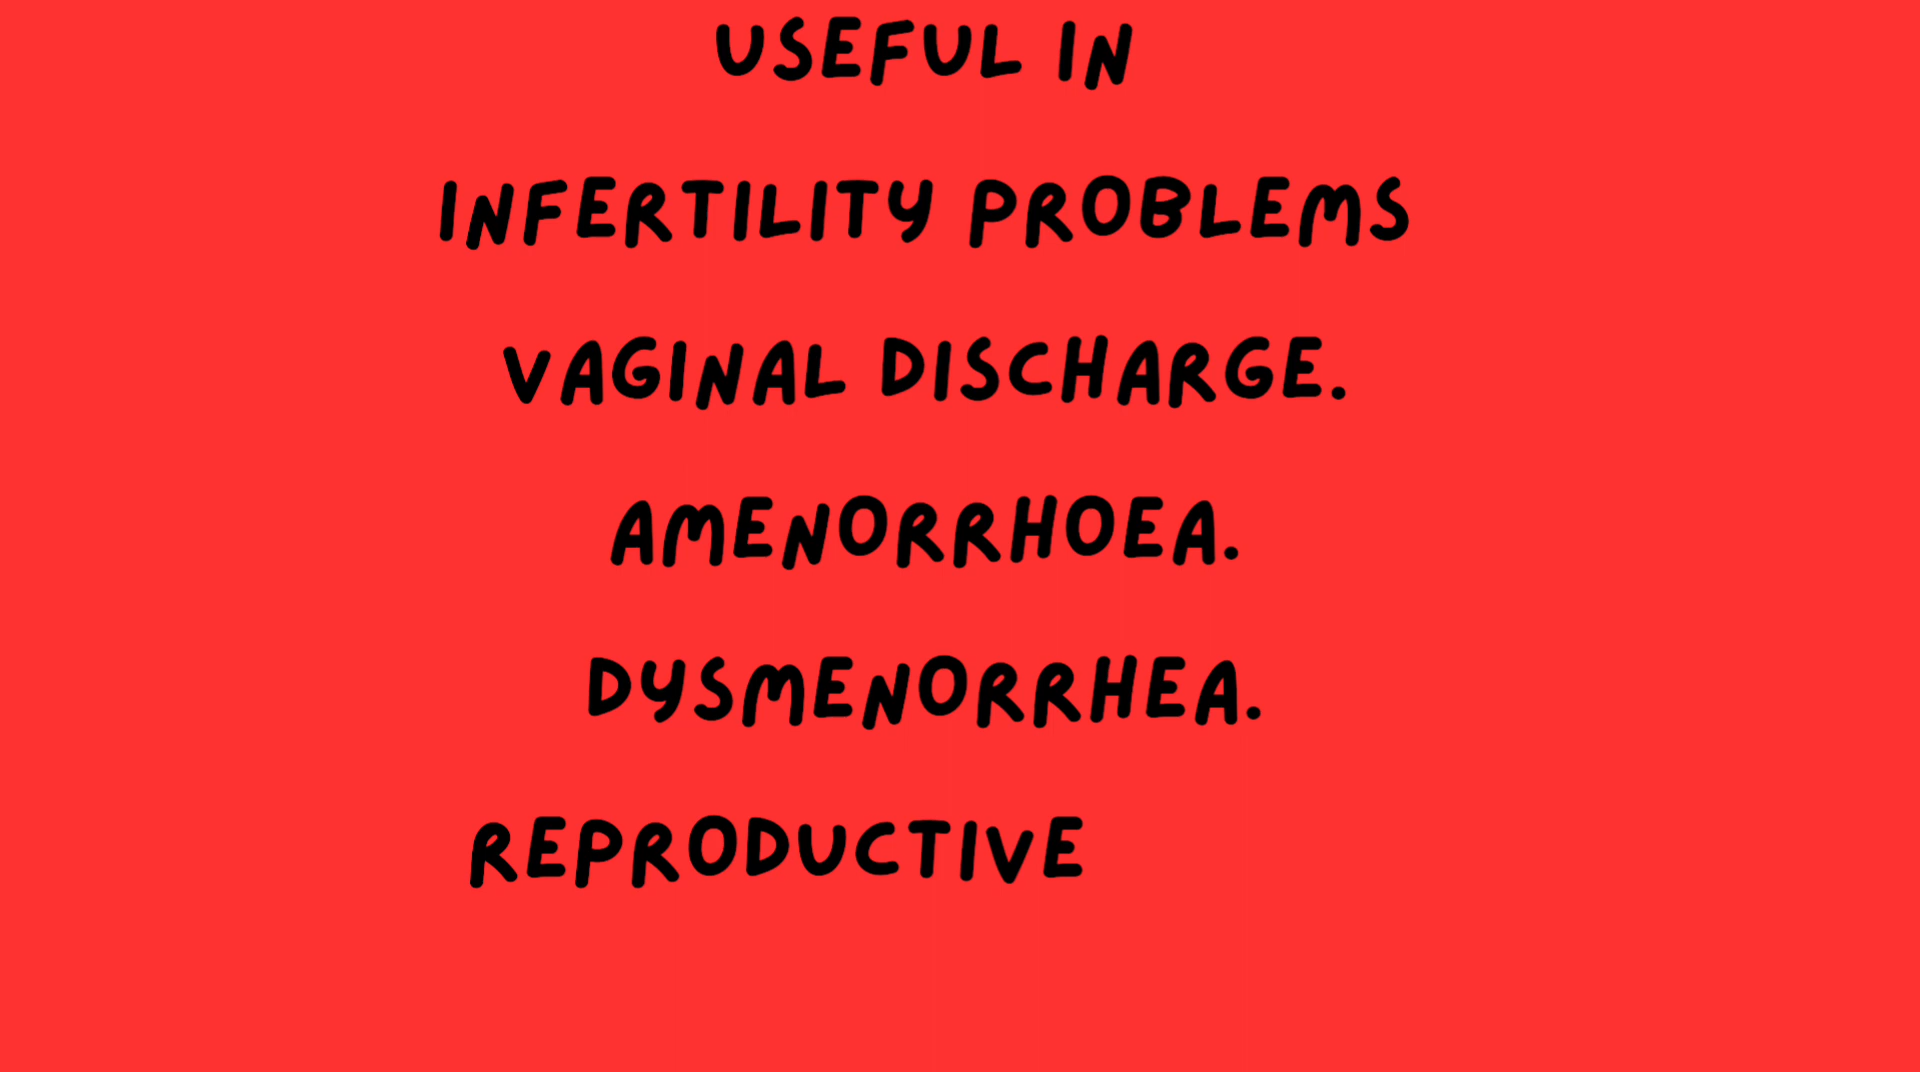 USEFUL IN
INFERTILITY PROBLEMS
VAGINAL DISCHARGE.
AMENORRHOEA.
DYSMENORRHEA.
REPRODUCTIVE